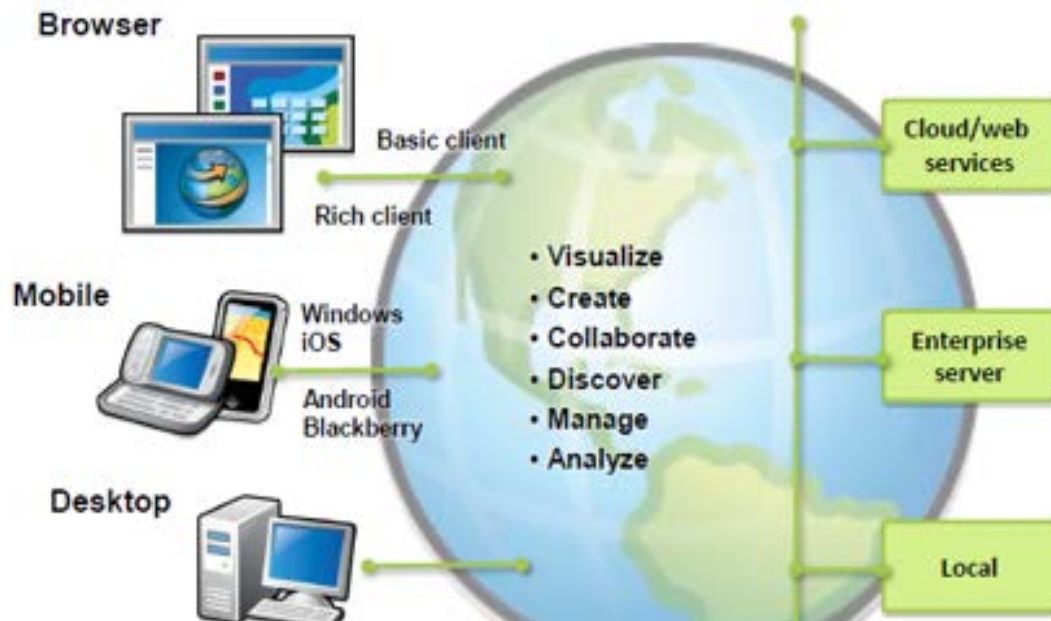 Browser
Basic client
Rich client
Mobile
Windows
iOS
Android
Blackberry
Desktop
• Visualize
• Create
• Collaborate
• Discover
• Manage
• Analyze
Cloud/web
services
Enterprise
server
Local